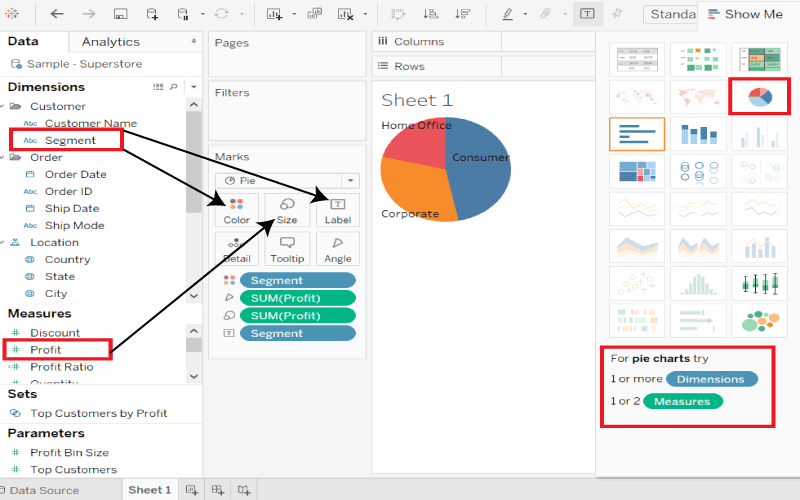 Standa
Show Me
Data
Analytics
Sample - Superstore
Dimensions
Customer
Abc Customer Name
Abc Segment
Order
Order Date
Abc Order ID
Ship Date
Abc Ship Mode
Location
Country
State
City
Measures
Discount
Profit
Profit Ratio
Quantity
Sets
Top Customers by Profit
Parameters
Profit Bin Size
Top Customers
Pages
Filters
Marks
Pie
Color
Size
Label
Detail
Tooltip
Angle
Segment
SUM(Profit)
SUM(Profit)
Segment
Columns
Rows
Sheet 1
Home Office
Consumer
Corporate
For pie charts try
1 or more Dimensions
1 or 2 Measures
Data Source
Sheet 1